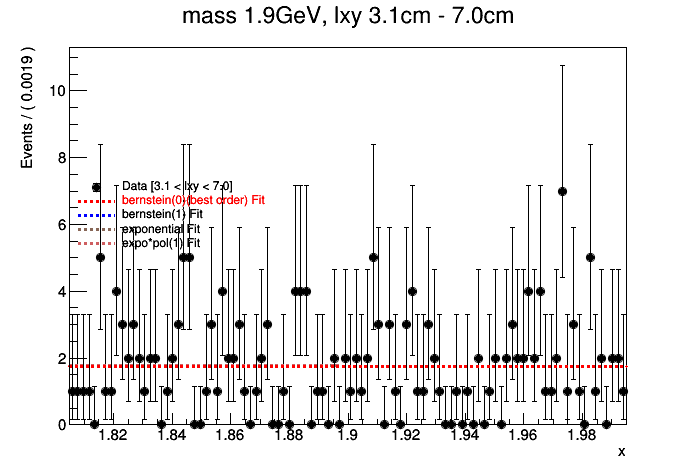 mass 1.9GeV, lxy 3.1cm - 7.0cm
Events / ( 0.0019 )
10
8
6
4
2
0
Data [3.1 < lxy < 7.0]
bernstein(0)(best order) Fit
bernstein(1) Fit
exponential Fit
expo*pol(1) Fit
1.82 1.84 1.86 1.88 1.9 1.92 1.94 1.96 1.98
x